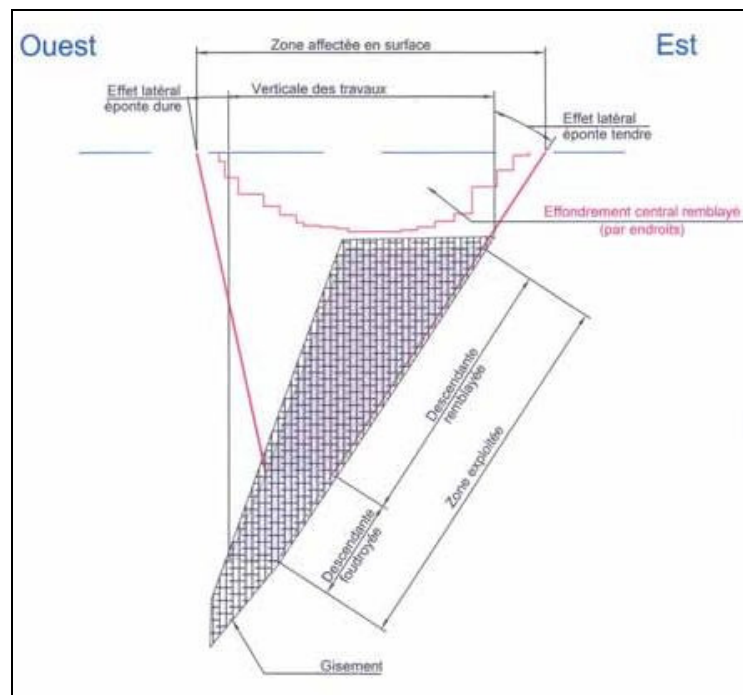 Ouest
Zone affectée en surface
Est
Effet latéral
éponte dure
Verticale des travaux
Effet latéral
éponte tendre
Effondrement central remblayé
(par endroits)
Descendante
remblayée
Zone exploitée
Descendante
foudroyée
Gisement